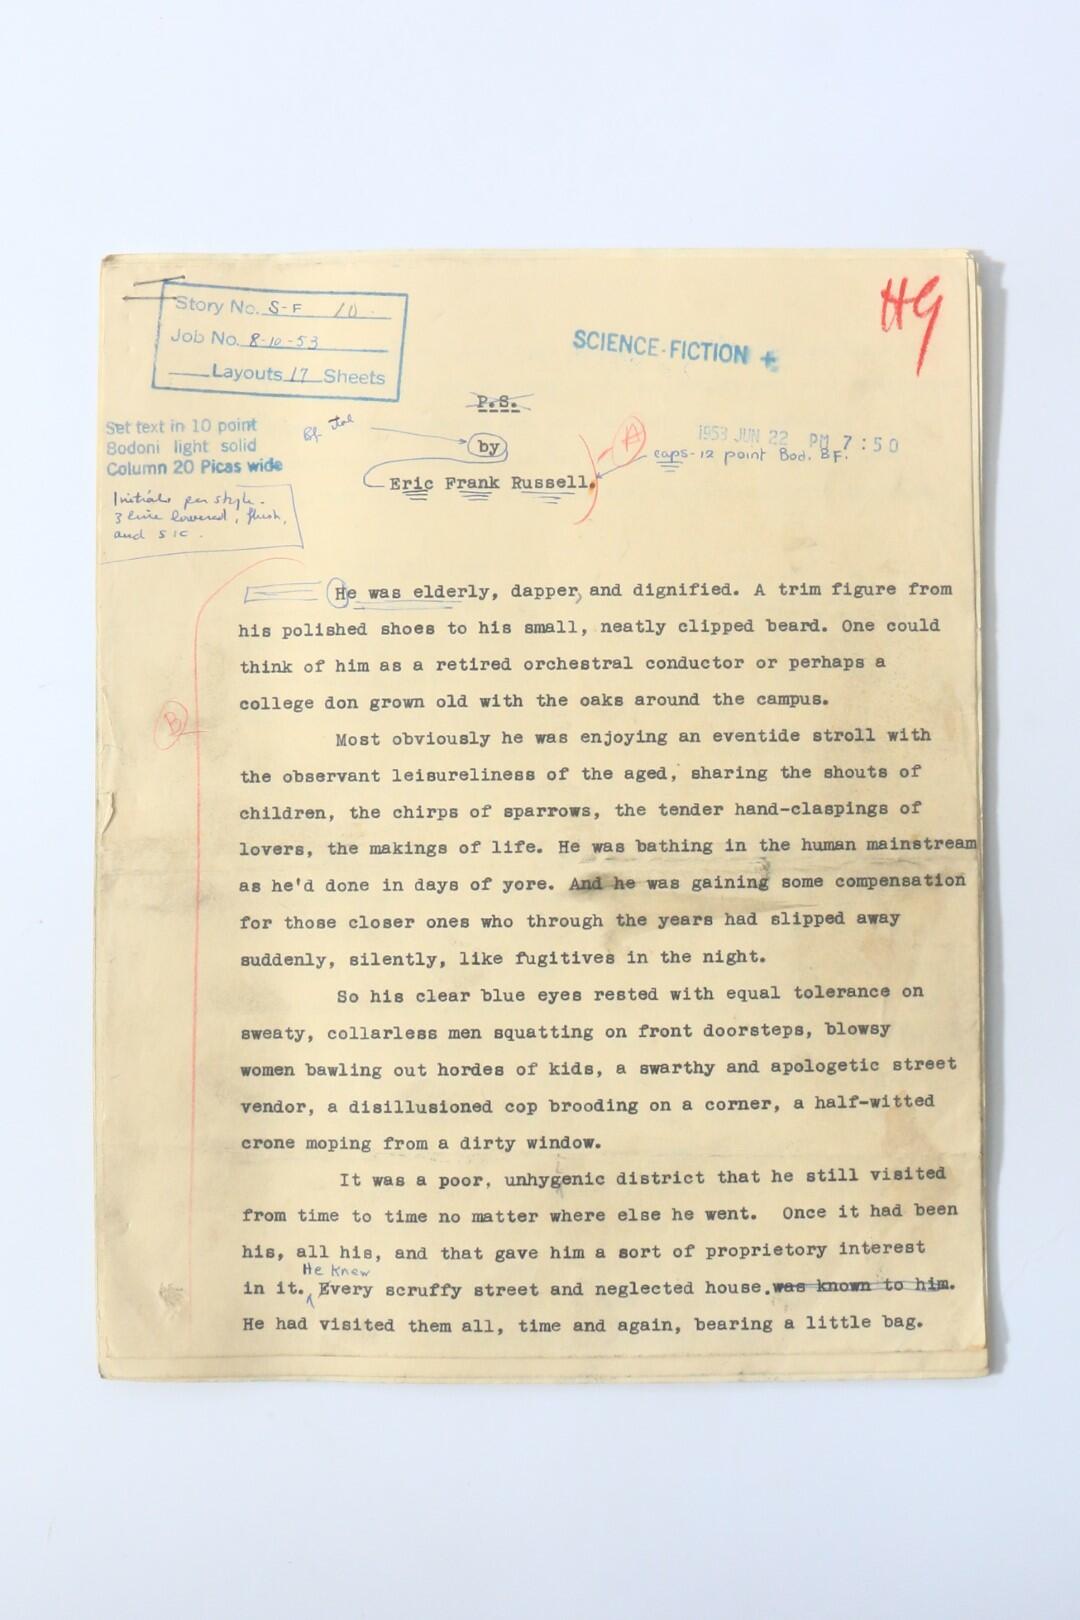 Story No. S-F 10.
Job No. 8-10-53
Layouts 17 Sheets
HG
SCIENCE-FICTION +
P.S.
Set text in 10 point
Bodoni light solid
Column 20 Picas wide
Bf ital
by
A
1953 JUN 22 PM 7:50
caps-12 point Bod. BF.
Eric Frank Russell.
Initials per style.
3 line lowered, flush,
and SIC.
He was elderly, dapper, and dignified. A trim figure from
his polished shoes to his small, neatly clipped beard. One could
think of him as a retired orchestral conductor or perhaps a
college don grown old with the oaks around the campus.
B
Most obviously he was enjoying an eventide stroll with
the observant leisureliness of the aged, sharing the shouts of
children, the chirps of sparrows, the tender hand-claspings of
lovers, the makings of life. He was bathing in the human mainstream
as he'd done in days of yore. And he was gaining some compensation
for those closer ones who through the years had slipped away
suddenly, silently, like fugitives in the night.
So his clear blue eyes rested with equal tolerance on
sweaty, collarless men squatting on front doorsteps, blowsy
women bawling out hordes of kids, a swarthy and apologetic street
vendor, a disillusioned cop brooding on a corner, a half-witted
crone moping from a dirty window.
It was a poor, unhygenic district that he still visited
from time to time no matter where else he went. Once it had been
his, all his, and that gave him a sort of proprietory interest
He knew
in it. Every scruffy street and neglected house. was known to him.
He had visited them all, time and again, bearing a little bag.